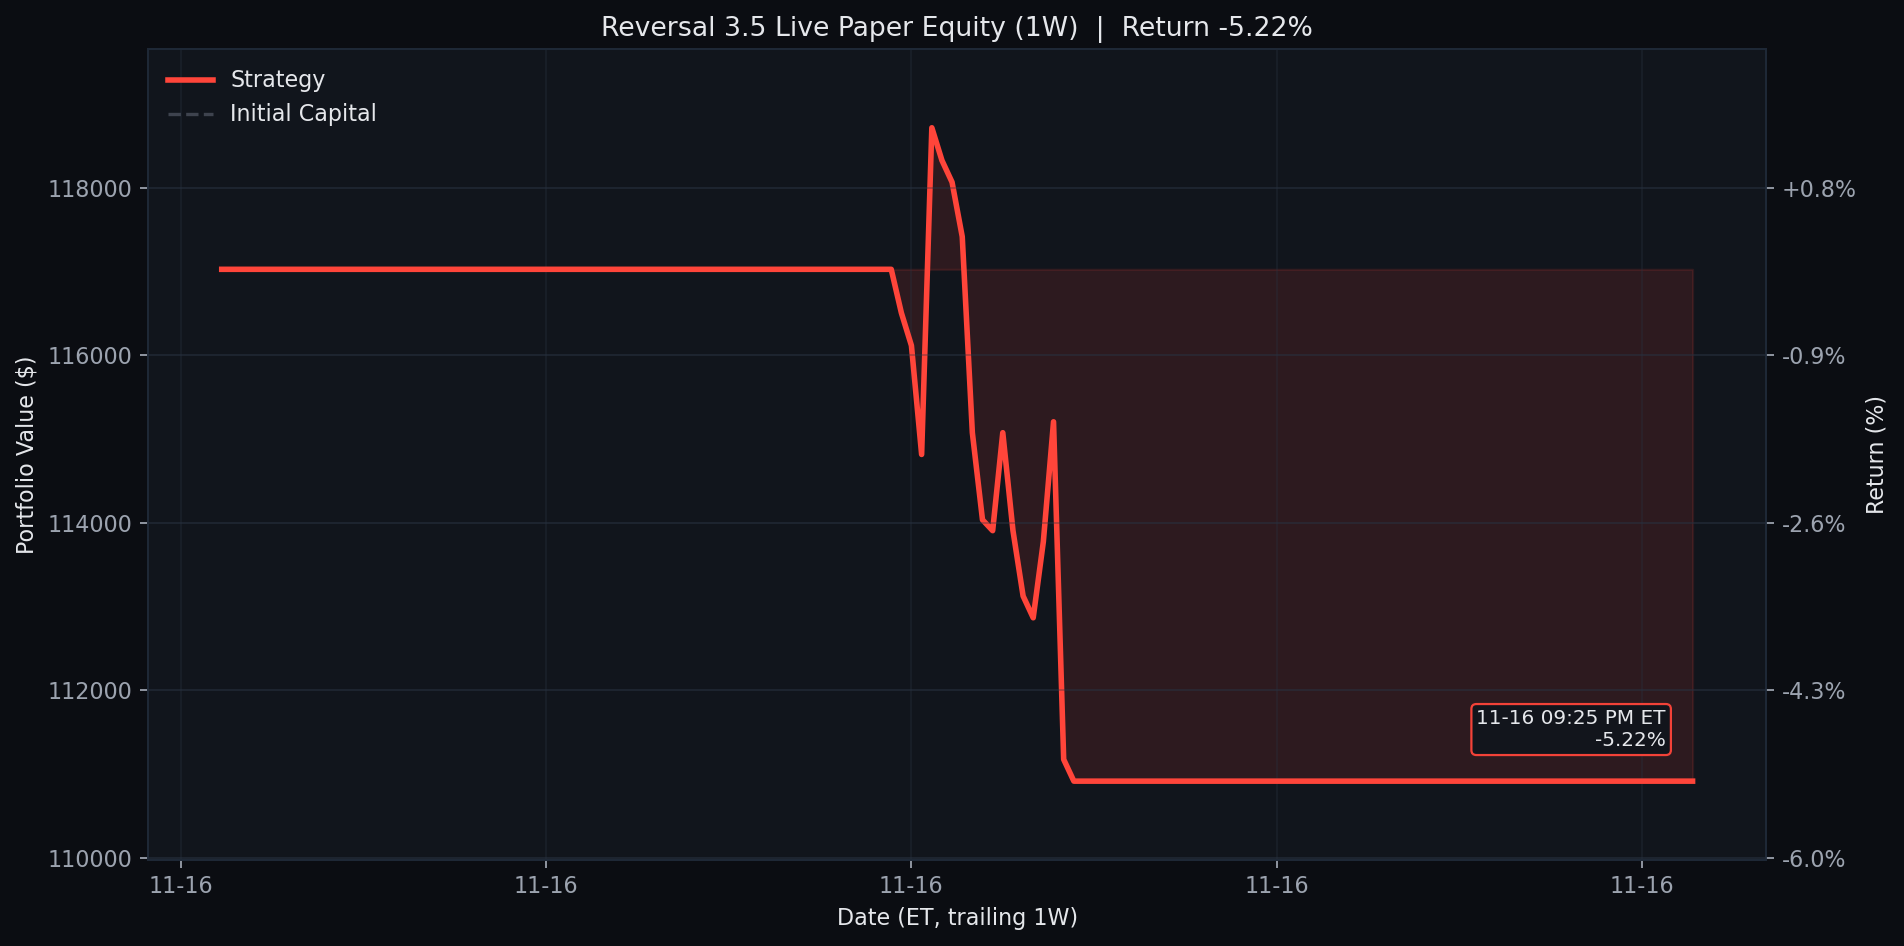 Reversal 3.5 Live Paper Equity (1W) | Return -5.22%
Strategy
Initial Capital
118000
116000
114000
112000
110000
Portfolio Value ($)
+0.8%
-0.9%
-2.6%
-4.3%
-6.0%
Return (%)
11-16 09:25 PM ET
-5.22%
11-16 11-16 11-16 11-16 11-16
Date (ET, trailing 1W)